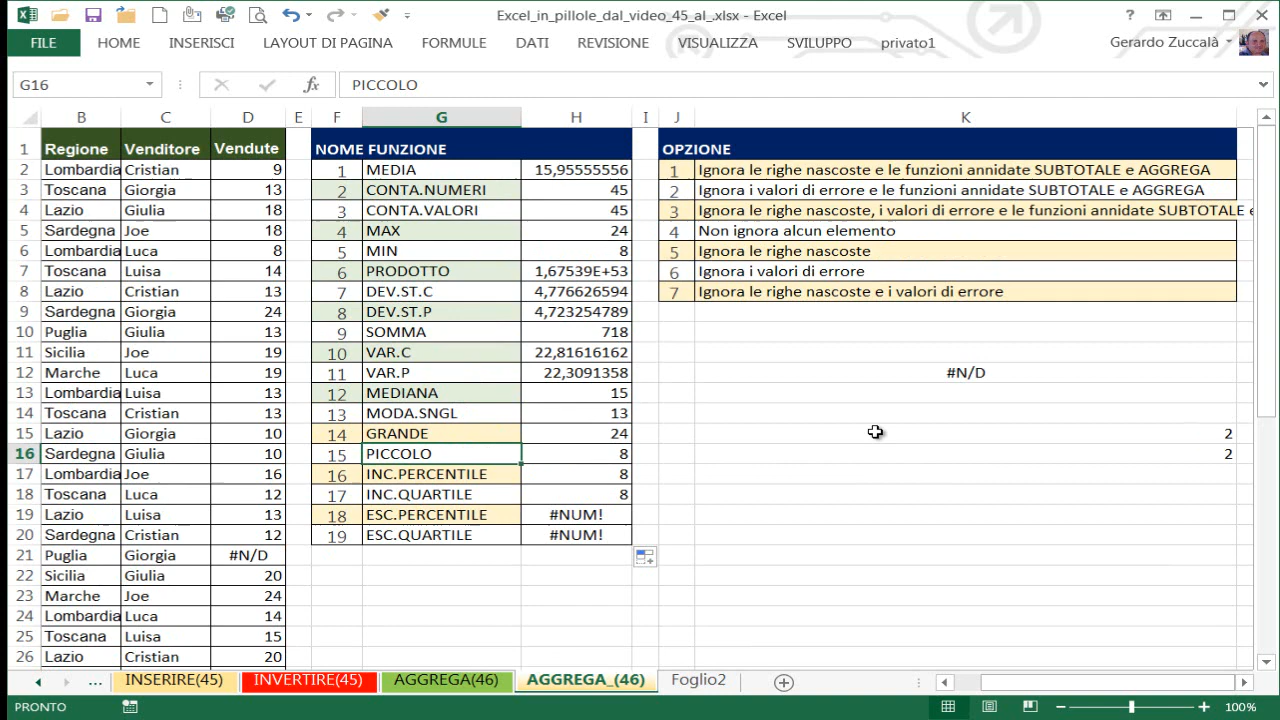 Excel_in_pillole_dal_video_45_al_.xlsx - Excel
FILE HOME INSERISCI LAYOUT DI PAGINA FORMULE DATI REVISIONE VISUALIZZA SVILUPPO privato1 Gerardo Zuccalà
G16 fx PICCOLO
B C D E F G H I J K
1 Regione Venditore Vendute NOME FUNZIONE OPZIONE
2 Lombardia Cristian 9 1 MEDIA 15,95555556 1 Ignora le righe nascoste e le funzioni annidate SUBTOTALE e AGGREGA
3 Toscana Giorgia 13 2 CONTA.NUMERI 45 2 Ignora i valori di errore e le funzioni annidate SUBTOTALE e AGGREGA
4 Lazio Giulia 18 3 CONTA.VALORI 45 3 Ignora le righe nascoste, i valori di errore e le funzioni annidate SUBTOTALE e
5 Sardegna Joe 18 4 MAX 24 4 Non ignora alcun elemento
6 Lombardia Luca 8 5 MIN 8 5 Ignora le righe nascoste
7 Toscana Luisa 14 6 PRODOTTO 1,67539E+53 6 Ignora i valori di errore
8 Lazio Cristian 13 7 DEV.ST.C 4,776626594 7 Ignora le righe nascoste e i valori di errore
9 Sardegna Giorgia 24 8 DEV.ST.P 4,723254789
10 Puglia Giulia 13 9 SOMMA 718
11 Sicilia Joe 19 10 VAR.C 22,81616162
12 Marche Luca 19 11 VAR.P 22,3091358 #N/D
13 Lombardia Luisa 13 12 MEDIANA 15
14 Toscana Cristian 13 13 MODA.SNGL 13
15 Lazio Giorgia 10 14 GRANDE 24 2
16 Sardegna Giulia 10 15 PICCOLO 8 2
17 Lombardia Joe 16 16 INC.PERCENTILE 8
18 Toscana Luca 12 17 INC.QUARTILE 8
19 Lazio Luisa 13 18 ESC.PERCENTILE #NUM!
20 Sardegna Cristian 12 19 ESC.QUARTILE #NUM!
21 Puglia Giorgia #N/D
22 Sicilia Giulia 20
23 Marche Joe 24
24 Lombardia Luca 14
25 Toscana Luisa 15
26 Lazio Cristian 20
... INSERIRE(45) INVERTIRE(45) AGGREGA(46) AGGREGA_(46) Foglio2
PRONTO 100%